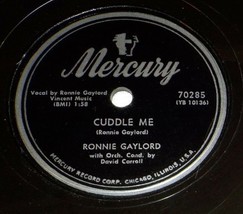 Mercury
Vocal by Ronnie Gaylord
Vincent Music
(BMI) 1:58
70285
(YB 10136)
CUDDLE ME
(Ronnie Gaylord)
RONNIE GAYLORD
with Orch. Cond. by
David Carroll
MERCURY RECORD CORP. CHICAGO, ILLINOIS, U.S.A.